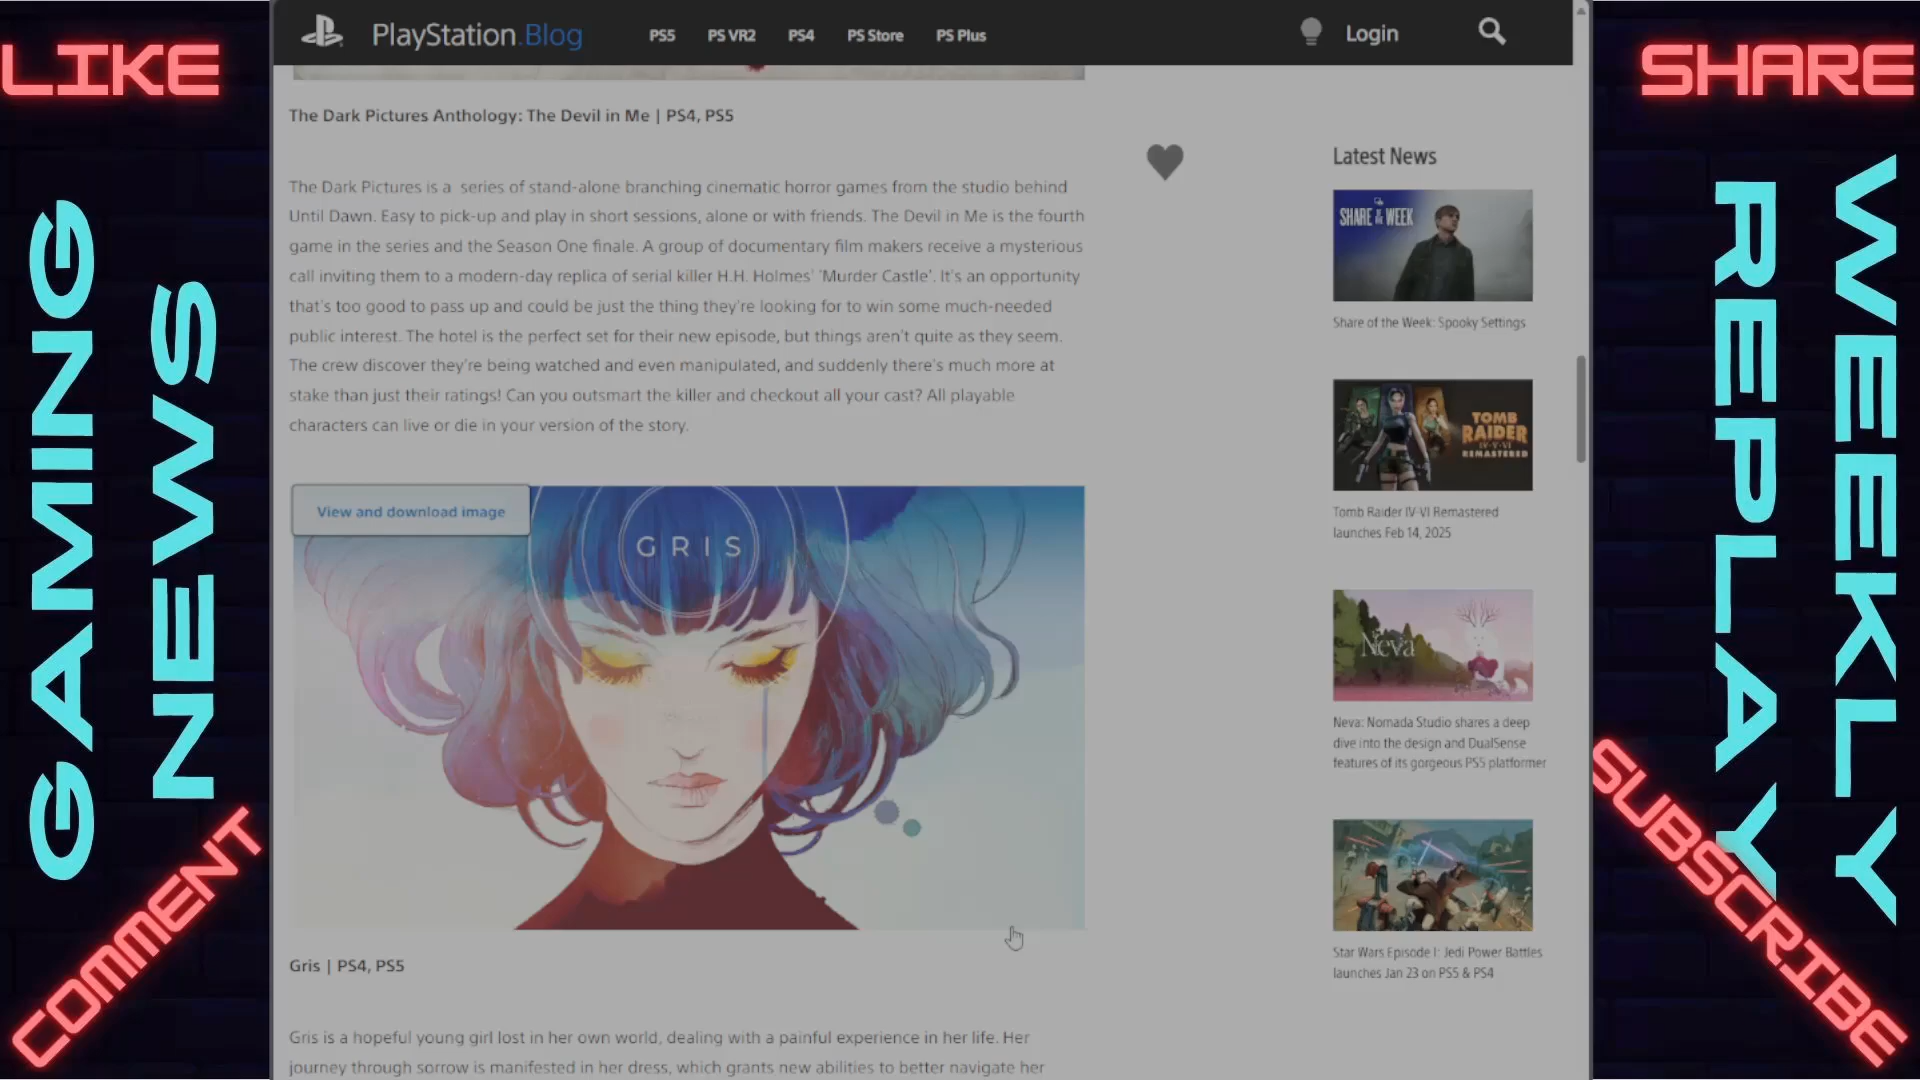 LIKE
GAMING
NEWS
COMMENT
PlayStation.Blog
PS5
PS VR2
PS4
PS Store
PS Plus
Login
The Dark Pictures Anthology: The Devil in Me | PS4, PS5
The Dark Pictures is a series of stand-alone branching cinematic horror games from the studio behind
Until Dawn. Easy to pick-up and play in short sessions, alone or with friends. The Devil in Me is the fourth
game in the series and the Season One finale. A group of documentary film makers receive a mysterious
call inviting them to a modern-day replica of serial killer H.H. Holmes' 'Murder Castle'. It's an opportunity
that's too good to pass up and could be just the thing they're looking for to win some much-needed
public interest. The hotel is the perfect set for their new episode, but things aren't quite as they seem.
The crew discover they're being watched and even manipulated, and suddenly there's much more at
stake than just their ratings! Can you outsmart the killer and checkout all your cast? All playable
characters can live or die in your version of the story.
View and download image
GRIS
Gris | PS4, PS5
Gris is a hopeful young girl lost in her own world, dealing with a painful experience in her life. Her
journey through sorrow is manifested in her dress, which grants new abilities to better navigate her
Latest News
SHARE OF THE WEEK
Share of the Week: Spooky Settings
TOMB
RAIDER
IV-V-VI
REMASTERED
Tomb Raider IV-VI Remastered
launches Feb 14, 2025
Neva
Neva: Nomada Studio shares a deep
dive into the design and DualSense
features of its gorgeous PS5 platformer
Star Wars Episode I: Jedi Power Battles
launches Jan 23 on PS5 & PS4
SHARE
WEEKLY
REPLAY
SUBSCRIBE